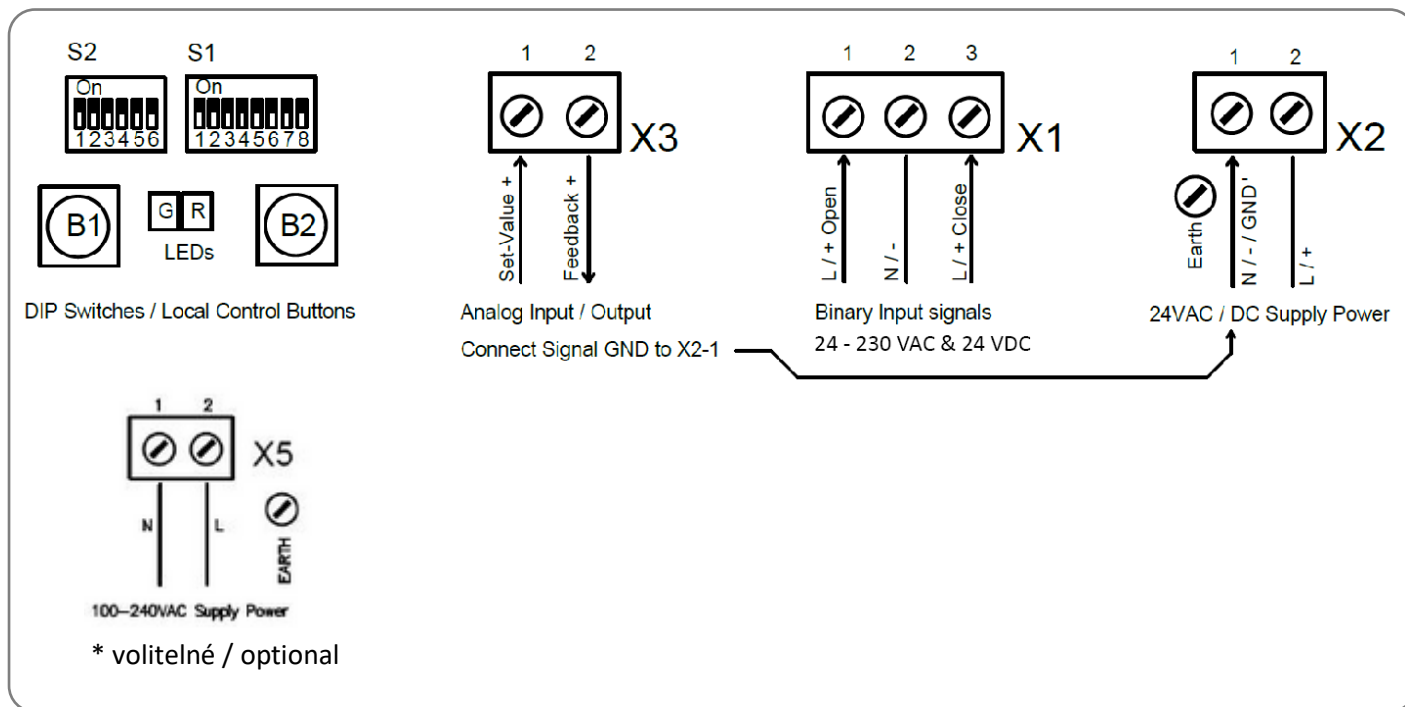 S2 S1
On On
123456 12345678
B1 G R B2
LEDs
DIP Switches / Local Control Buttons
1 2
X3
Set-Value +
Feedback +
Analog Input / Output
Connect Signal GND to X2-1
1 2 3
X1
L / + Open
N / -
L / + Close
Binary Input signals
24 - 230 VAC & 24 VDC
1 2
X2
Earth
N / - / GND'
L / +
24VAC / DC Supply Power
1 2
X5
N
L
EARTH
100-240VAC Supply Power
* volitelné / optional